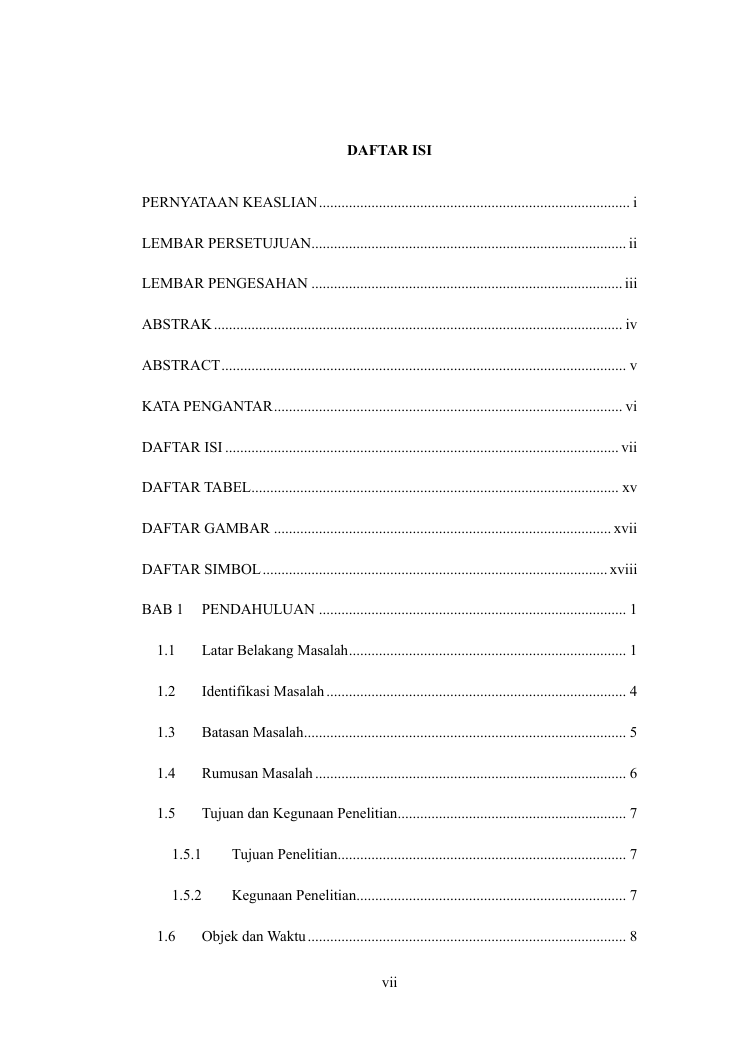 DAFTAR ISI
PERNYATAAN KEASLIAN ................................................................................... i
LEMBAR PERSETUJUAN.................................................................................... ii
LEMBAR PENGESAHAN ................................................................................... iii
ABSTRAK ............................................................................................................. iv
ABSTRACT............................................................................................................ v
KATA PENGANTAR............................................................................................. vi
DAFTAR ISI ......................................................................................................... vii
DAFTAR TABEL.................................................................................................. xv
DAFTAR GAMBAR .......................................................................................... xvii
DAFTAR SIMBOL ............................................................................................ xviii
BAB 1 PENDAHULUAN .................................................................................. 1
1.1 Latar Belakang Masalah.......................................................................... 1
1.2 Identifikasi Masalah ................................................................................ 4
1.3 Batasan Masalah...................................................................................... 5
1.4 Rumusan Masalah ................................................................................... 6
1.5 Tujuan dan Kegunaan Penelitian............................................................. 7
1.5.1 Tujuan Penelitian............................................................................. 7
1.5.2 Kegunaan Penelitian........................................................................ 7
1.6 Objek dan Waktu ..................................................................................... 8
vii